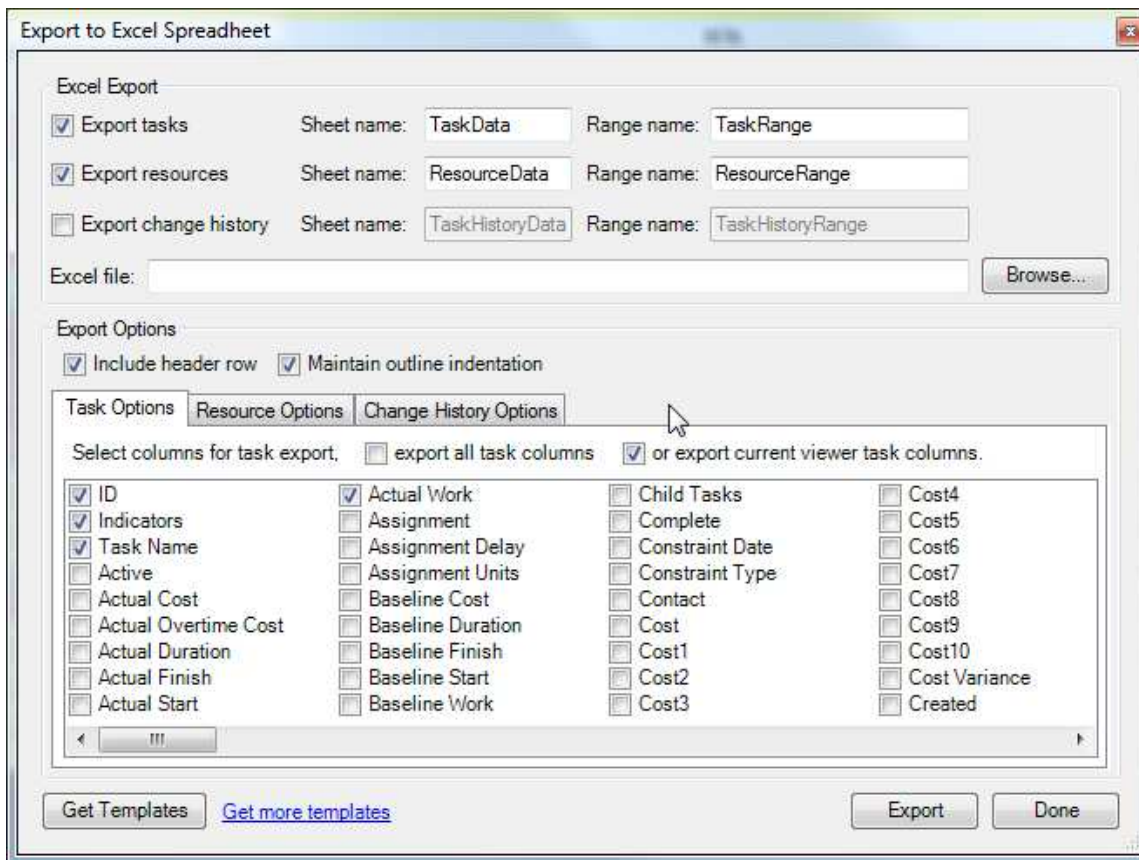 Export to Excel Spreadheet
Excel Export
Export tasks Sheet name: TaskData Range name: TaskRange
Export resources Sheet name: ResourceData Range name: ResourceRange
Export change history Sheet name: TaskHistoryData Range name: TaskHistoryRange
Excel file: Browse...
Export Options
Include header row Maintain outline indentation
Task Options Resource Options Change History Options
Select columns for task export, export all task columns or export current viewer task columns.
ID Actual Work Child Tasks Cost4
Indicators Assignment Complete Cost5
Task Name Assignment Delay Constraint Date Cost6
Active Assignment Units Constraint Type Cost7
Actual Cost Baseline Cost Contact Cost8
Actual Overtime Cost Baseline Duration Cost Cost9
Actual Duration Baseline Finish Cost1 Cost10
Actual Finish Baseline Start Cost2 Cost Variance
Actual Start Baseline Work Cost3 Created
Get Templates Get more templates Export Done